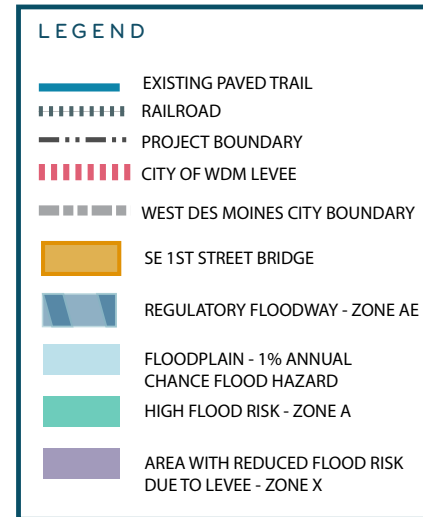 LEGEND
EXISTING PAVED TRAIL
RAILROAD
PROJECT BOUNDARY
CITY OF WDM LEVEE
WEST DES MOINES CITY BOUNDARY
SE 1ST STREET BRIDGE
REGULATORY FLOODWAY - ZONE AE
FLOODPLAIN - 1% ANNUAL
CHANCE FLOOD HAZARD
HIGH FLOOD RISK - ZONE A
AREA WITH REDUCED FLOOD RISK
DUE TO LEVEE - ZONE X